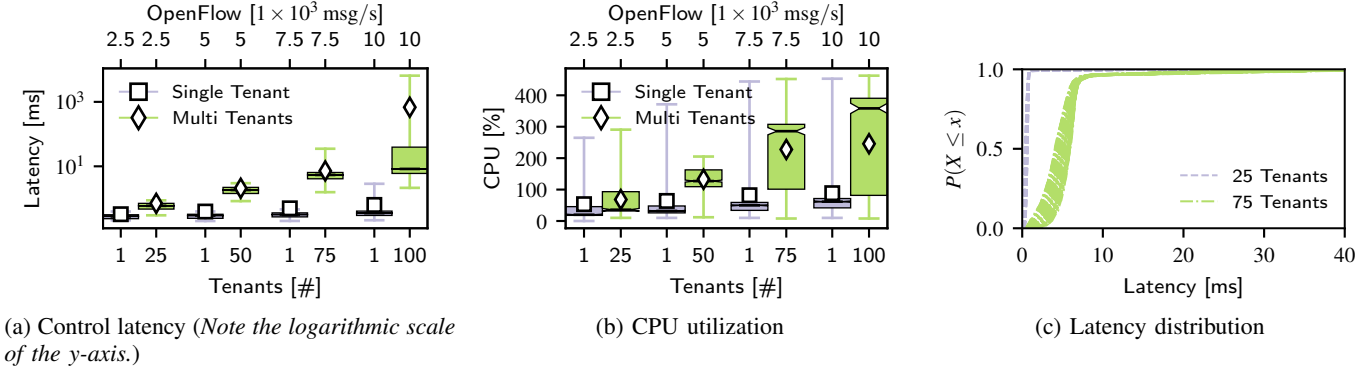 OpenFlow [1 × 10³ msg/s]
2.5 2.5 5 5 7.5 7.5 10 10
Latency [ms]
10³
10¹
Single Tenant
Multi Tenants
1 25 1 50 1 75 1 100
Tenants [#]
(a) Control latency (Note the logarithmic scale
of the y-axis.)
OpenFlow [1 × 10³ msg/s]
2.5 2.5 5 5 7.5 7.5 10 10
CPU [%]
400
300
200
100
0
Single Tenant
Multi Tenants
1 25 1 50 1 75 1 100
Tenants [#]
(b) CPU utilization
P(X ≤ x)
1.0
0.5
0.0
25 Tenants
75 Tenants
0 10 20 30 40
Latency [ms]
(c) Latency distribution